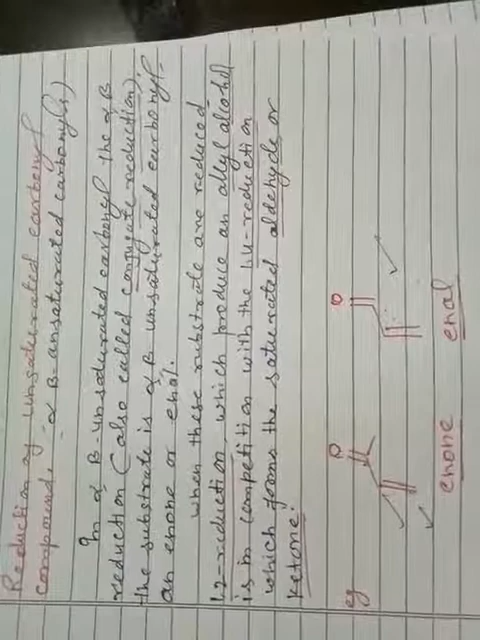 Reduction of unsaturated carbonyl
compounds - (α B-unsaturated carbonyls)
In α B-unsaturated carbonyl the α B
reduction (also called conjugate reduction).
the substrate is α B unsaturated carbonyl-
an enone or enal.
when these substrate are reduced
1,2-reduction, which produce an allyl alcohol
is in competition with the 1,4-reduction
which forms the saturated aldehyde or
ketone.
eg
O
O
enone
enal